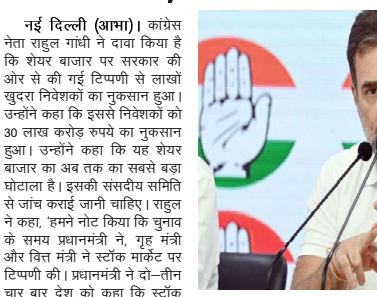 नई दिल्ली (आभा)। कांग्रेस
नेता राहुल गांधी ने दावा किया है
कि शेयर बाजार पर सरकार की
ओर से की गई टिप्पणी से लाखों
खुदरा निवेशकों का नुकसान हुआ।
उन्होंने कहा कि इससे निवेशकों को
30 लाख करोड़ रुपये का नुकसान
हुआ। उन्होंने कहा कि यह शेयर
बाजार का अब तक का सबसे बड़ा
घोटाला है। इसकी संसदीय समिति
से जांच कराई जानी चाहिए। राहुल
ने कहा, 'हमने नोट किया कि चुनाव
के समय प्रधानमंत्री ने, गृह मंत्री
और वित्त मंत्री ने स्टॉक मार्केट पर
टिप्पणी की। प्रधानमंत्री ने दो–तीन
चार बार देश को कहा कि स्टॉक